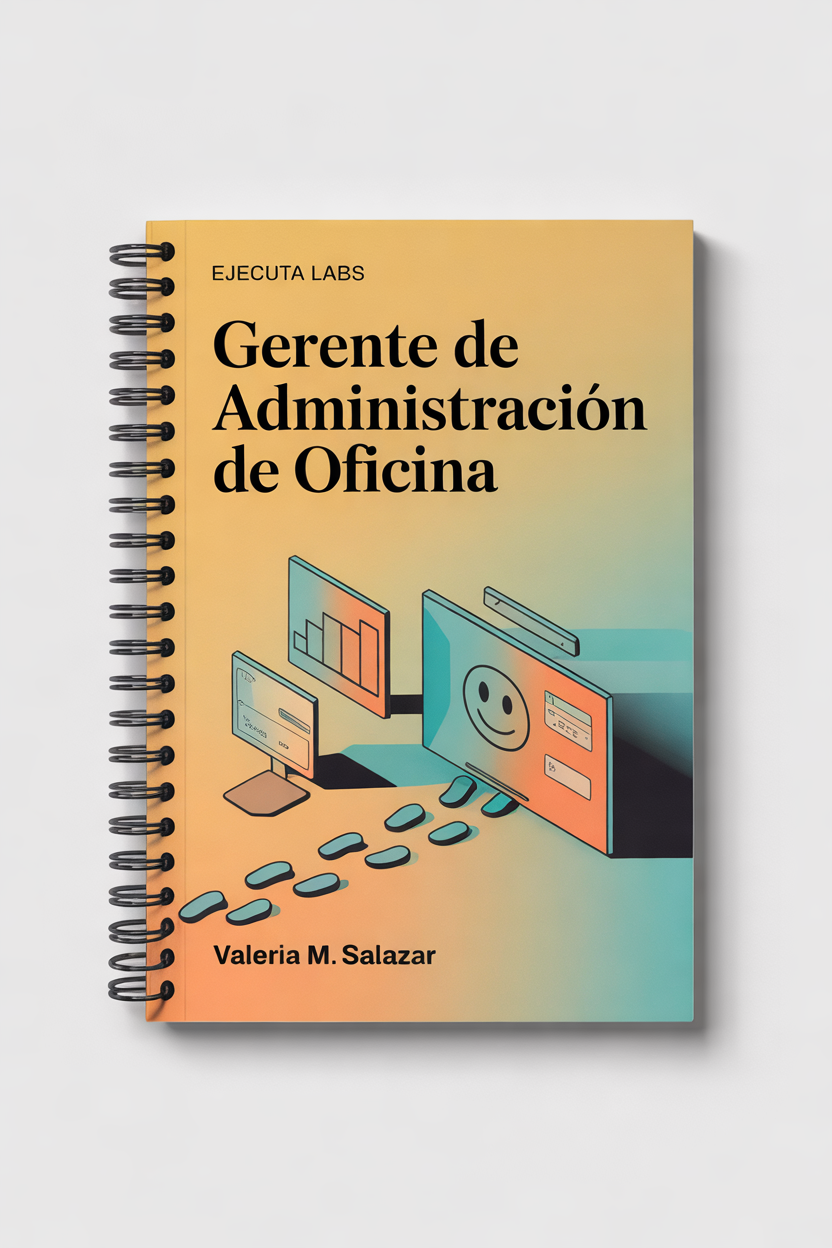 EJECUTA LABS
Gerente de
Administración
de Oficina
Valeria M. Salazar